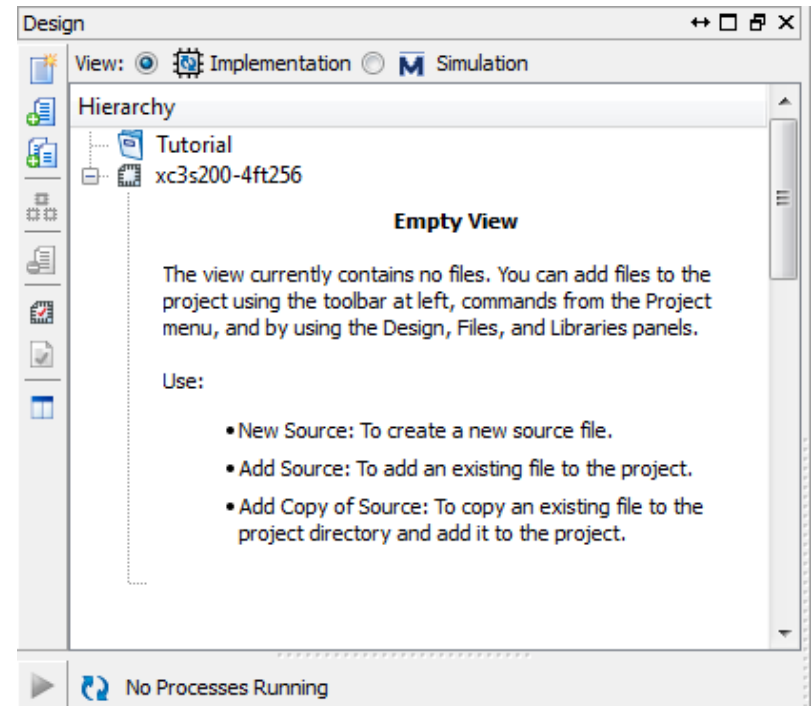 Design
View: Implementation Simulation
Hierarchy
Tutorial
xc3s200-4ft256
Empty View
The view currently contains no files. You can add files to the
project using the toolbar at left, commands from the Project
menu, and by using the Design, Files, and Libraries panels.
Use:
•New Source: To create a new source file.
•Add Source: To add an existing file to the project.
•Add Copy of Source: To copy an existing file to the
project directory and add it to the project.
No Processes Running